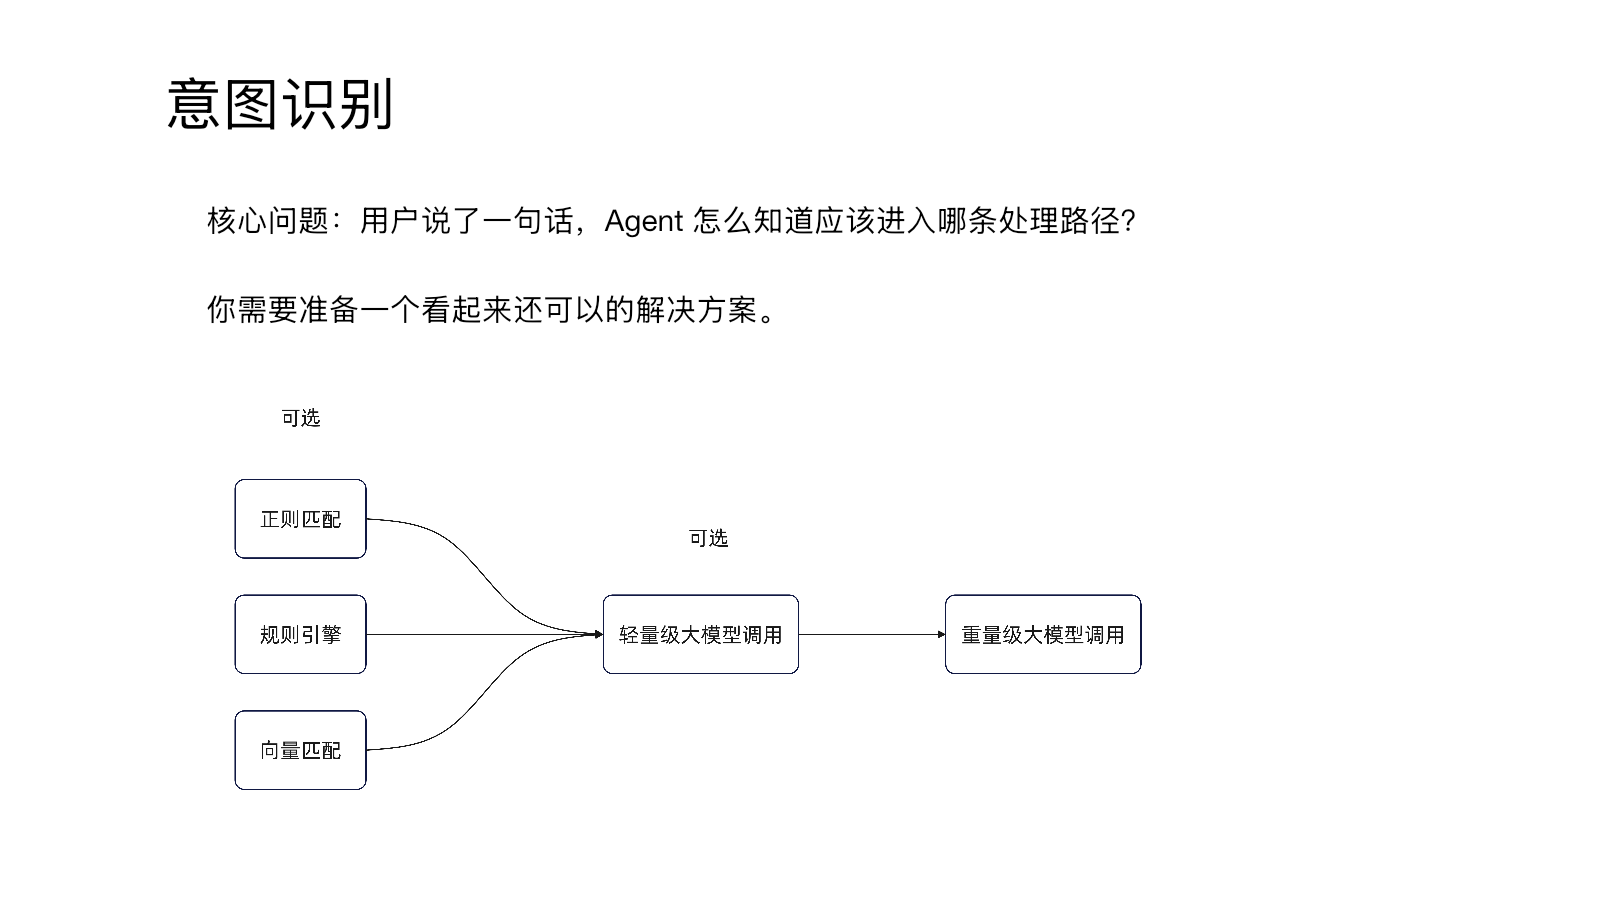 意图识别
核心问题：用户说了一句话，Agent 怎么知道应该进入哪条处理路径？
你需要准备一个看起来还可以的解决方案。
可选
正则匹配
可选
规则引擎
轻量级大模型调用
重量级大模型调用
向量匹配